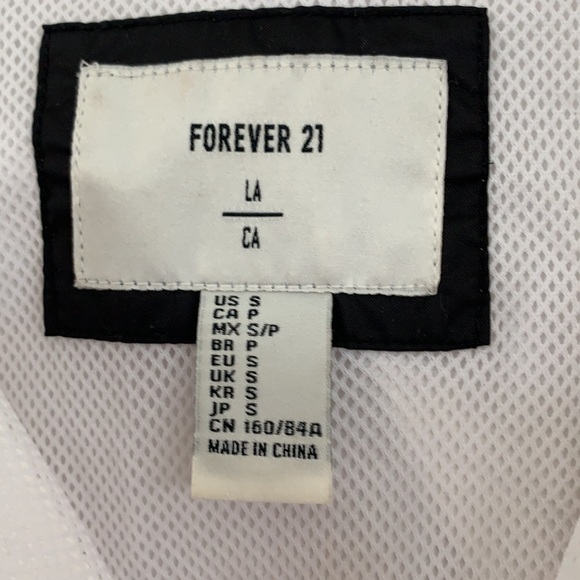 FOREVER 21
LA
CA
US S
CA P
MX S/P
BR P
EU S
UK S
KR S
JP S
CN 160/84A
MADE IN CHINA